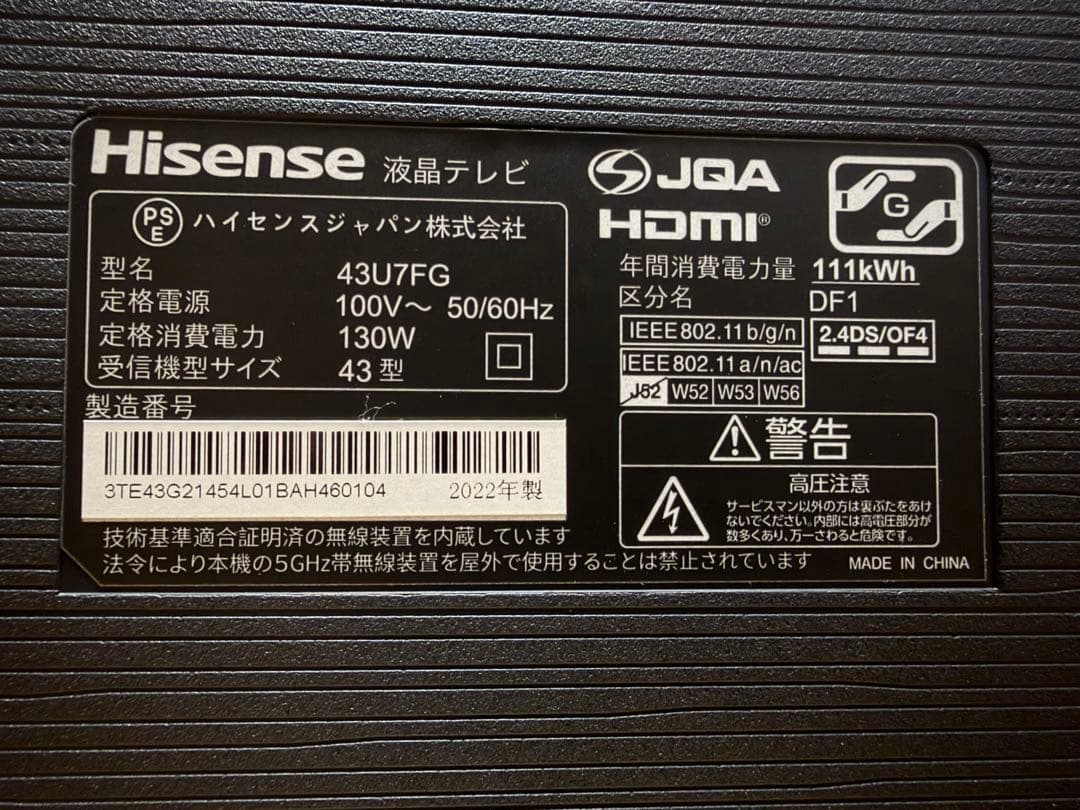 Hisense 液晶テレビ
PS
E
ハイセンスジャパン株式会社
型名 43U7FG
定格電源 100V～ 50/60Hz
定格消費電力 130W
受信機型サイズ 43型
製造番号
3TE43G21454L01BAH460104 2022年製
JQA
HDMI®
G
年間消費電力量 111kWh
区分名 DF1
IEEE802.11b/g/n
2.4DS/OF4
IEEE802.11a/n/ac
J52 W52 W53 W56
警告
高圧注意
サービスマン以外の方は裏ぶたをあけ
ないでください。内部には高電圧部分が
数多くあり、万一さわると危険です。
技術基準適合証明済の無線装置を内蔵しています
法令により本機の5GHz帯無線装置を屋外で使用することは禁止されています
MADE IN CHINA